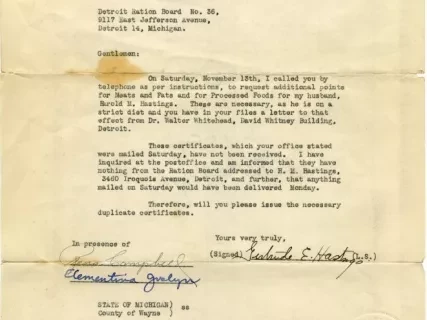 Detroit Ration Board No. 36,
9117 East Jefferson Avenue,
Detroit 14, Michigan.
Gentlemen:
On Saturday, November 13th, I called you by
telephone as per instructions, to request additional points
for Meats and Fats and for Processed Foods for my husband,
Harold M. Hastings. These are necessary, as he is on a
strict diet and you have in your files a letter to that
effect from Dr. Walter Whitehead, David Whitney Building,
Detroit.
These certificates, which your office stated
were mailed Saturday, have not been received. I have
inquired at the postoffice and am informed that they have
nothing from the Ration Board addressed to H. M. Hastings,
3460 Iroquois Avenue, Detroit, and further, that anything
mailed on Saturday would have been delivered Monday.
Therefore, will you please issue the necessary
duplicate certificates.
Yours very truly,
In presence of
(Signed) Gertrude E. Hastings (L.S.)
Campbell
Clementina
STATE OF MICHIGAN) ss
County of Wayne )